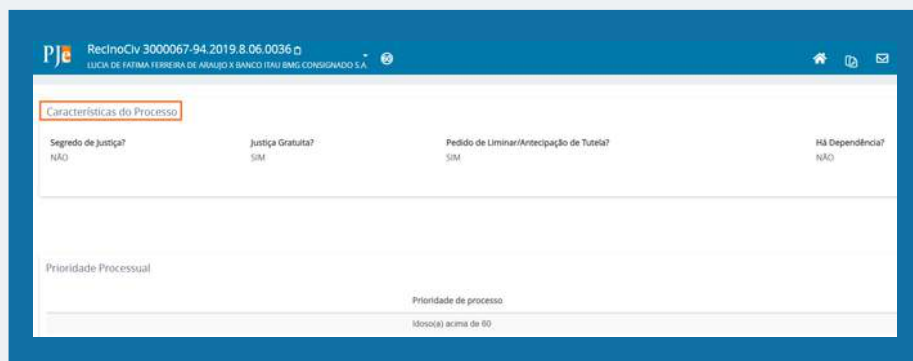 PJe RecInoCiv 3000067-94.2019.8.06.0036
LUCIA DE FATIMA FERREIRA DE ARAUJO X BANCO ITAU BMG CONSIGNADO S.A
Características do Processo
Segredo de Justiça? Justiça Gratuita? Pedido de Liminar/Antecipação de Tutela? Há Dependência?
NÃO SIM SIM NÃO
Prioridade Processual
Prioridade de processo
Idoso(a) acima de 60